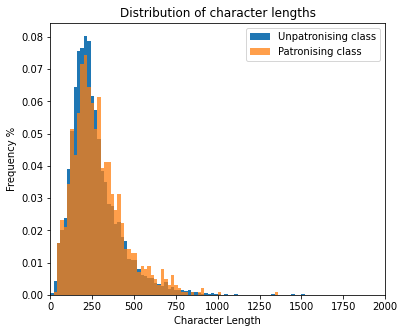 Distribution of character lengths
Unpatronising class
Patronising class
Frequency %
0.08
0.07
0.06
0.05
0.04
0.03
0.02
0.01
0.00
0 250 500 750 1000 1250 1500 1750 2000
Character Length